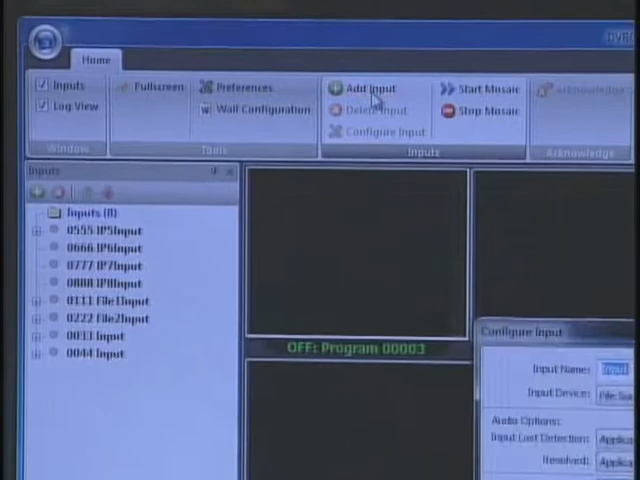 Home
Inputs
Log View
Window
Fullscreen
Preferences
Wall Configuration
Tools
Add Input
Delete Input
Configure Input
Start Mosaic
Stop Mosaic
Inputs
Acknowledge
Acknowledge
Inputs
Inputs (8)
0555 IP5Input
0666 IP6Input
0777 IP7Input
0888 IP8Input
0111 File1Input
0222 File2Input
0033 Input
0044 Input
OFF: Program 00003
Configure Input
Input Name: Input
Input Device:
Audio Options:
Input Lost Detection:
Resolved: